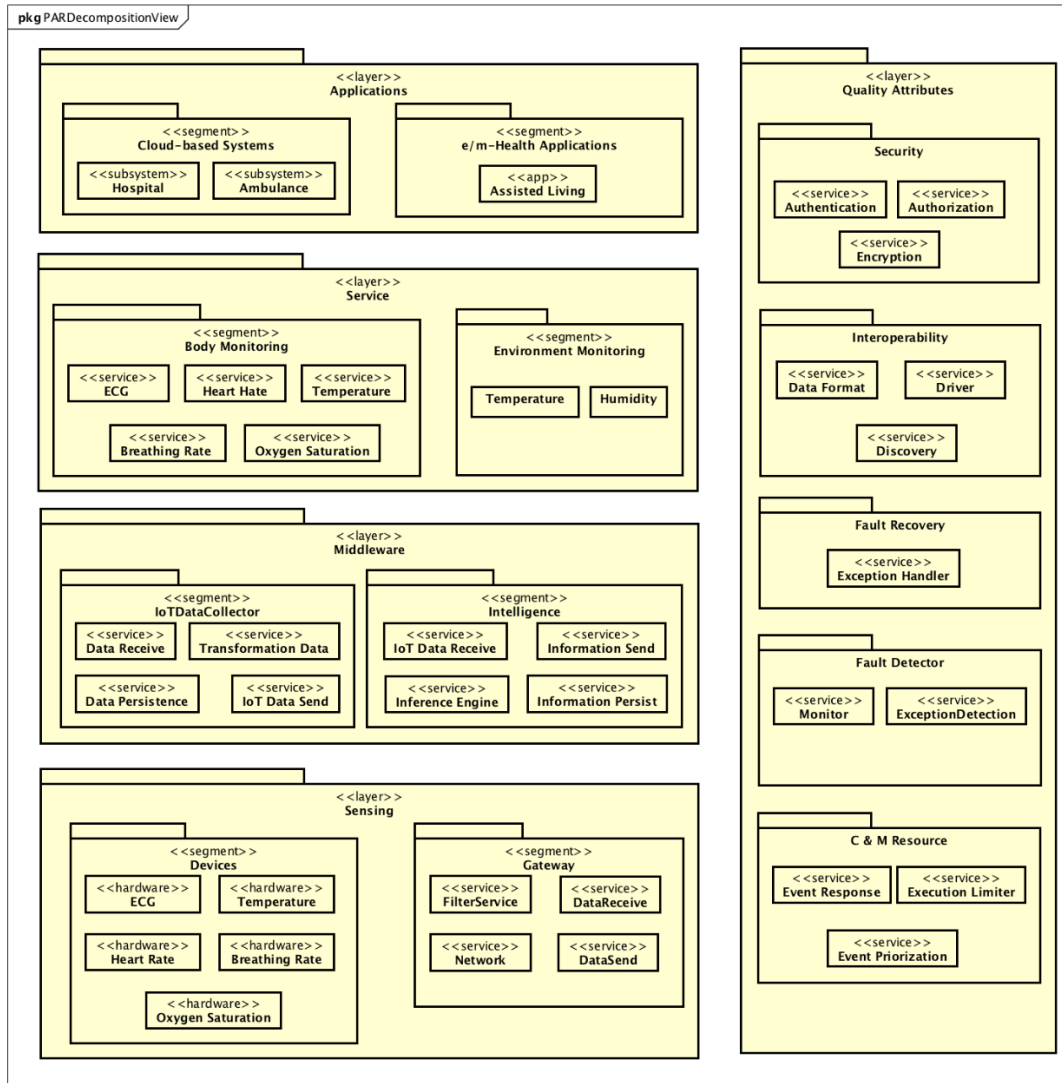 pkg PARDecompositionView
<<layer>>
Applications
<<segment>>
Cloud-based Systems
<<subsystem>>
Hospital
<<subsystem>>
Ambulance
<<segment>>
e/m-Health Applications
<<app>>
Assisted Living
<<layer>>
Service
<<segment>>
Body Monitoring
<<service>>
ECG
<<service>>
Heart Hate
<<service>>
Temperature
<<service>>
Breathing Rate
<<service>>
Oxygen Saturation
<<segment>>
Environment Monitoring
Temperature
Humidity
<<layer>>
Middleware
<<segment>>
IoTDataCollector
<<service>>
Data Receive
<<service>>
Transformation Data
<<service>>
Data Persistence
<<service>>
IoT Data Send
<<segment>>
Intelligence
<<service>>
IoT Data Receive
<<service>>
Information Send
<<service>>
Inference Engine
<<service>>
Information Persist
<<layer>>
Sensing
<<segment>>
Devices
<<hardware>>
ECG
<<hardware>>
Temperature
<<hardware>>
Heart Rate
<<hardware>>
Breathing Rate
<<hardware>>
Oxygen Saturation
<<segment>>
Gateway
<<service>>
FilterService
<<service>>
DataReceive
<<service>>
Network
<<service>>
DataSend
<<layer>>
Quality Attributes
Security
<<service>>
Authentication
<<service>>
Authorization
<<service>>
Encryption
Interoperability
<<service>>
Data Format
<<service>>
Driver
<<service>>
Discovery
Fault Recovery
<<service>>
Exception Handler
Fault Detector
<<service>>
Monitor
<<service>>
ExceptionDetection
C & M Resource
<<service>>
Event Response
<<service>>
Execution Limiter
<<service>>
Event Priorization